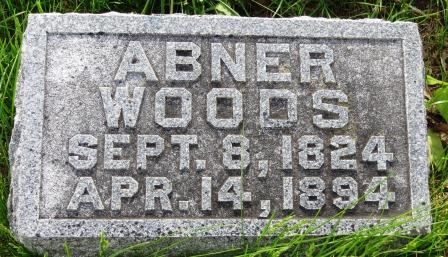 ABNER
WOODS
SEPT. 8, 1824
APR. 14, 1894